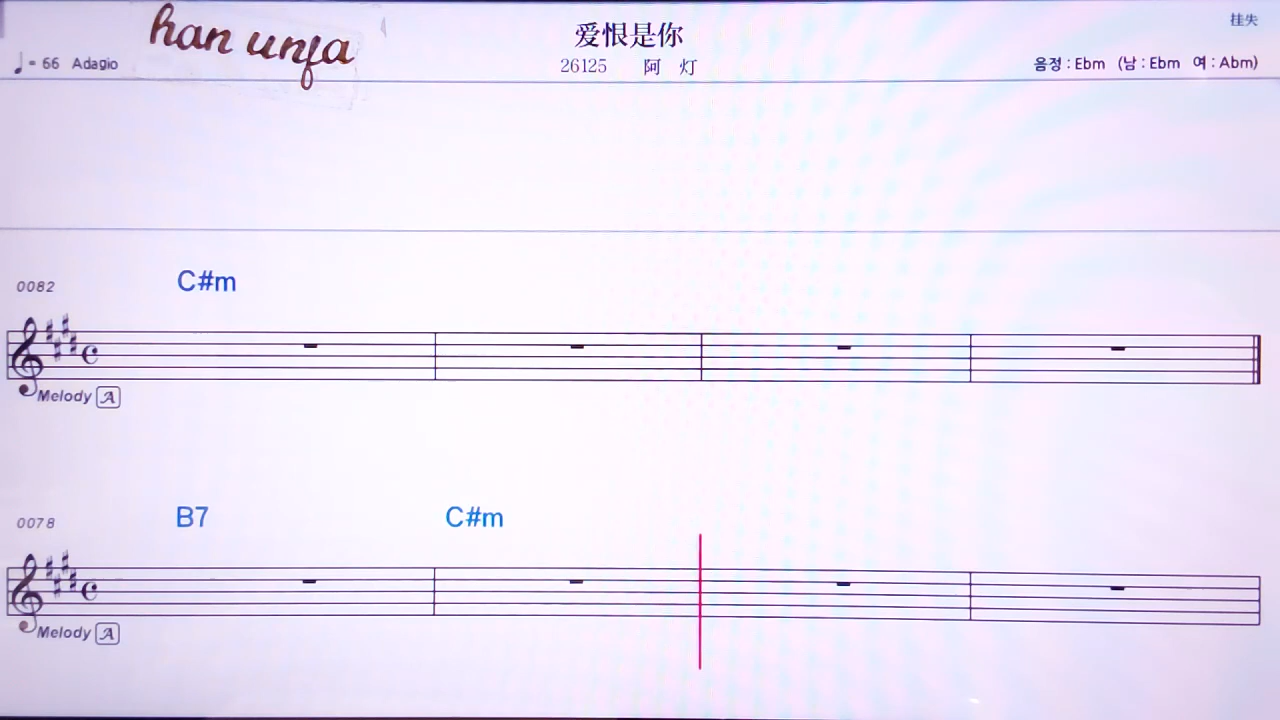 han unfa
爱恨是你
挂失
♩= 66 Adagio
26125 阿 灯
음정 : Ebm (남 : Ebm 여 : Abm)
0082 C#m
Melody A
0078 B7 C#m
Melody A